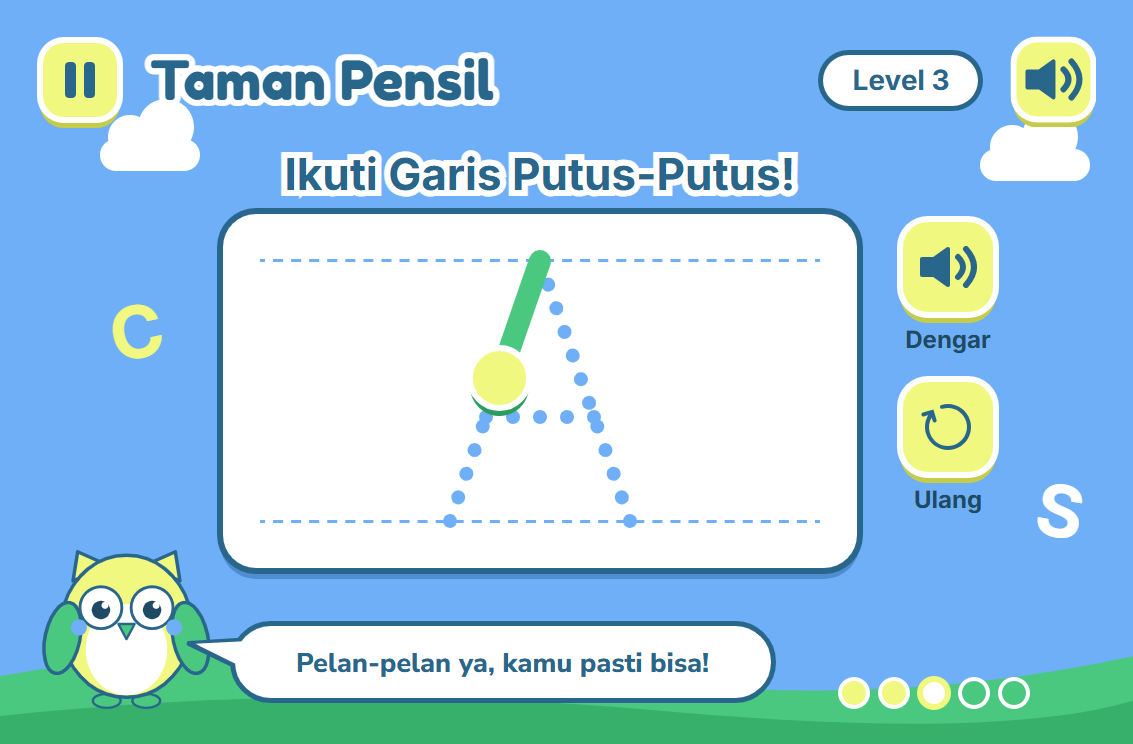 Taman Pensil
Level 3
Ikuti Garis Putus-Putus!
C
Dengar
Ulang
S
Pelan-pelan ya, kamu pasti bisa!